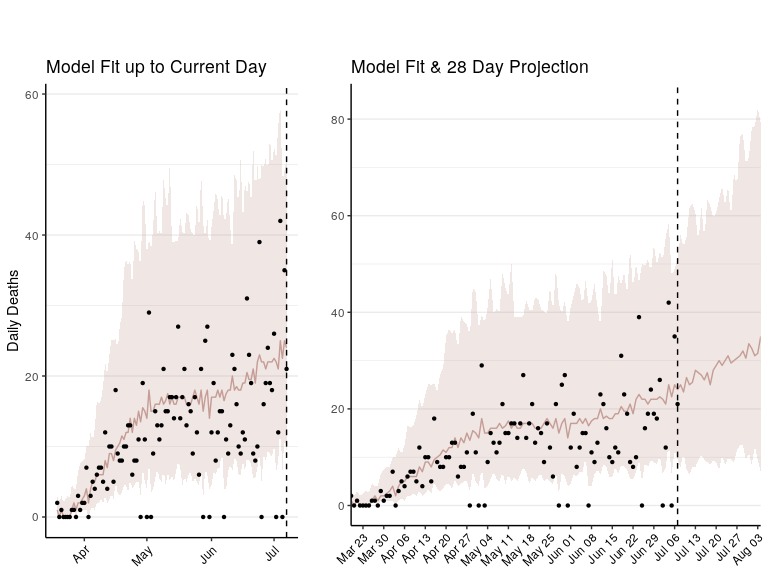 Model Fit up to Current Day
Daily Deaths
60
40
20
0
Apr
May
Jun
Jul
Model Fit & 28 Day Projection
80
60
40
20
0
Mar 23
Mar 30
Apr 06
Apr 13
Apr 20
Apr 27
May 04
May 11
May 18
May 25
Jun 01
Jun 08
Jun 15
Jun 22
Jun 29
Jul 06
Jul 13
Jul 20
Jul 27
Aug 03